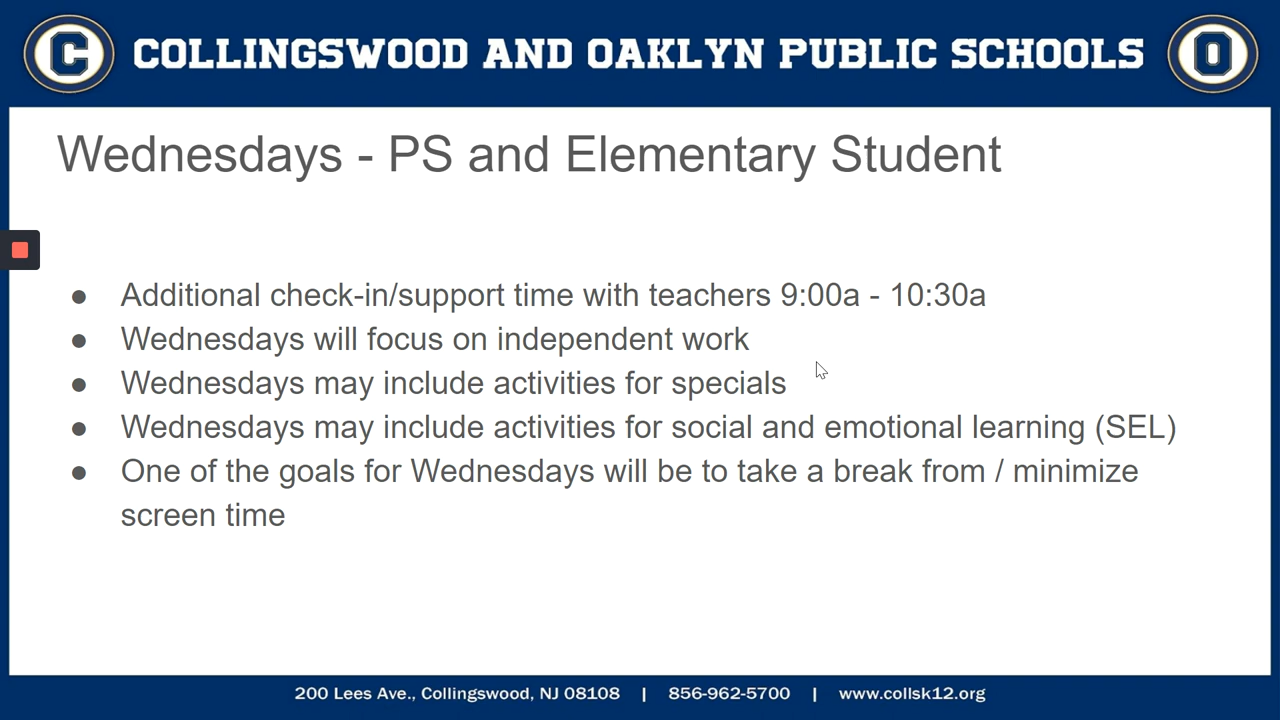 C COLLINGSWOOD AND OAKLYN PUBLIC SCHOOLS O
Wednesdays - PS and Elementary Student
● Additional check-in/support time with teachers 9:00a - 10:30a
● Wednesdays will focus on independent work
● Wednesdays may include activities for specials
● Wednesdays may include activities for social and emotional learning (SEL)
● One of the goals for Wednesdays will be to take a break from / minimize
screen time
200 Lees Ave., Collingswood, NJ 08108 | 856-962-5700 | www.collsk12.org